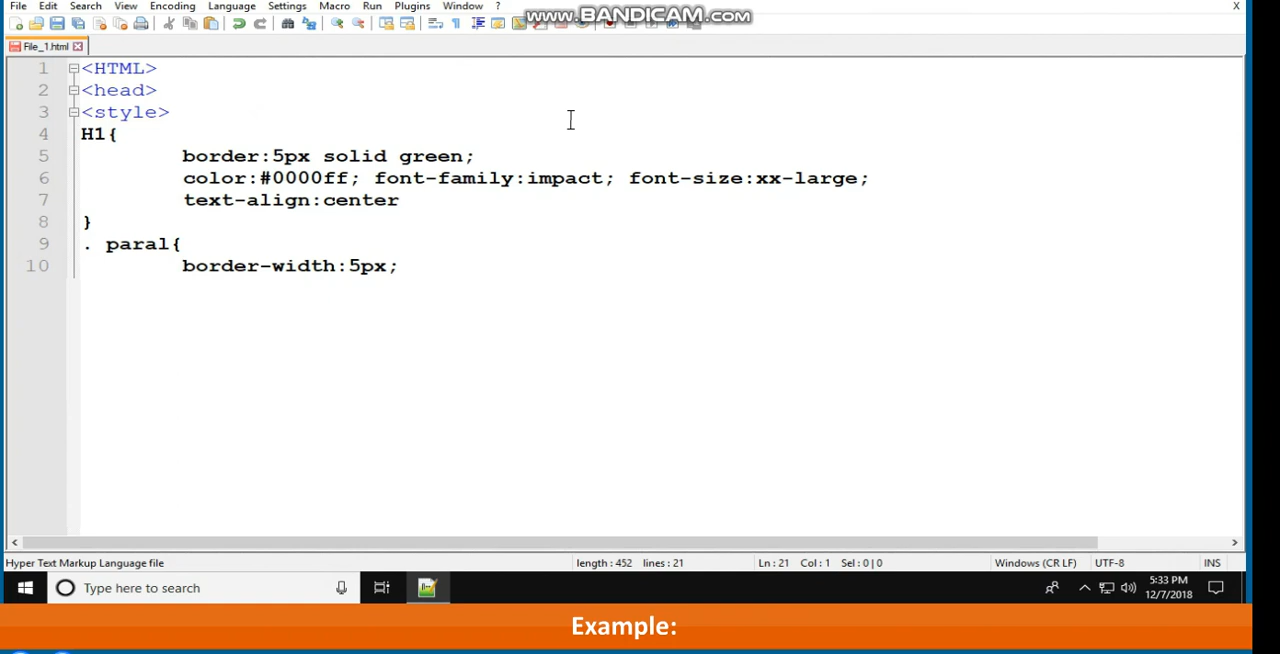 File Edit Search View Encoding Language Settings Macro Run Plugins Window ? X
www.BANDICAM.com
File_1.html
1 <HTML>
2 <head>
3 <style>
4 H1{
5 border:5px solid green;
6 color:#0000ff; font-family:impact; font-size:xx-large;
7 text-align:center
8 }
9 . paral{
10 border-width:5px;
Hyper Text Markup Language file length : 452 lines : 21 Ln : 21 Col : 1 Sel : 0 | 0 Windows (CR LF) UTF-8 INS
Type here to search
5:33 PM
12/7/2018
Example: